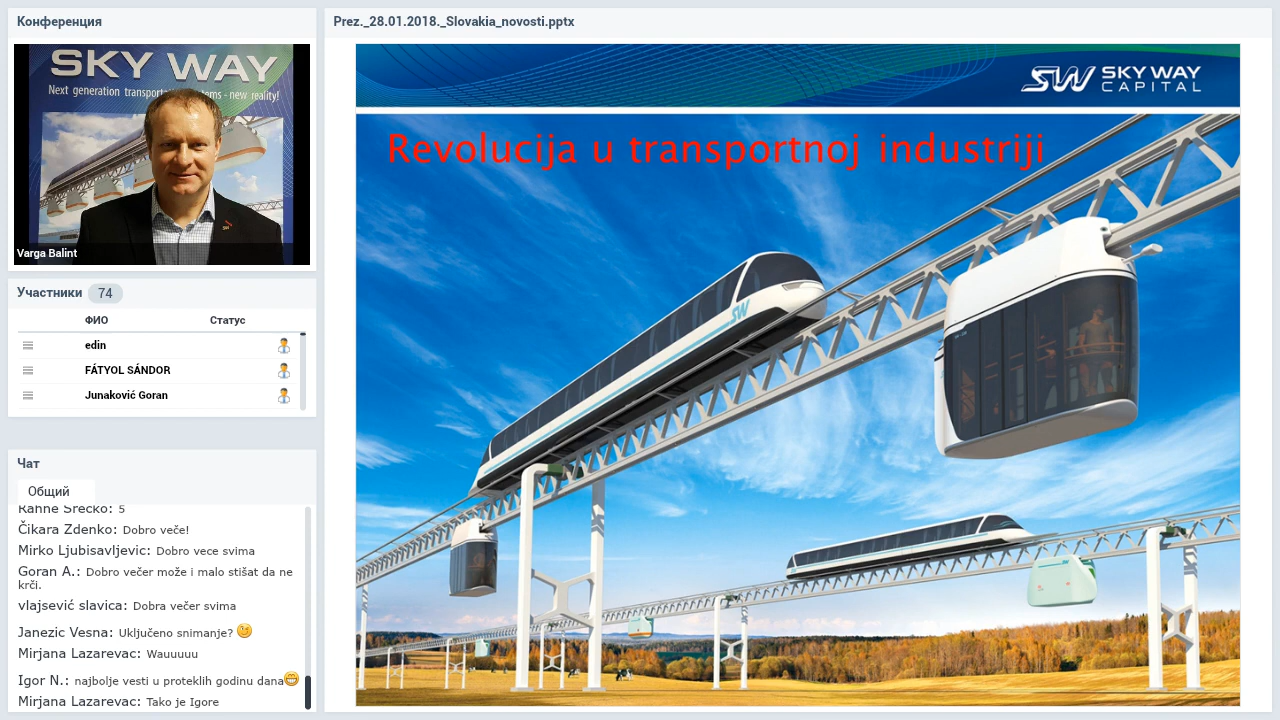 Конференция
SKY WAY
Next generation transportation systems - new reality!
Varga Balint
Участники 74
ФИО Статус
edin
FÁTYOL SÁNDOR
Junaković Goran
Чат
Общий
Rahne Srecko: 5
Čikara Zdenko: Dobro veče!
Mirko Ljubisavljevic: Dobro vece svima
Goran A.: Dobro večer može i malo stišat da ne
krči.
vlajsević slavica: Dobra večer svima
Janezic Vesna: Uključeno snimanje?
Mirjana Lazarevac: Wauuuuu
Igor N.: najbolje vesti u proteklih godinu dana
Mirjana Lazarevac: Tako je Igore
Prez._28.01.2018._Slovakia_novosti.pptx
SW SKY WAY
CAPITAL
Revolucija u transportnoj industriji
SW